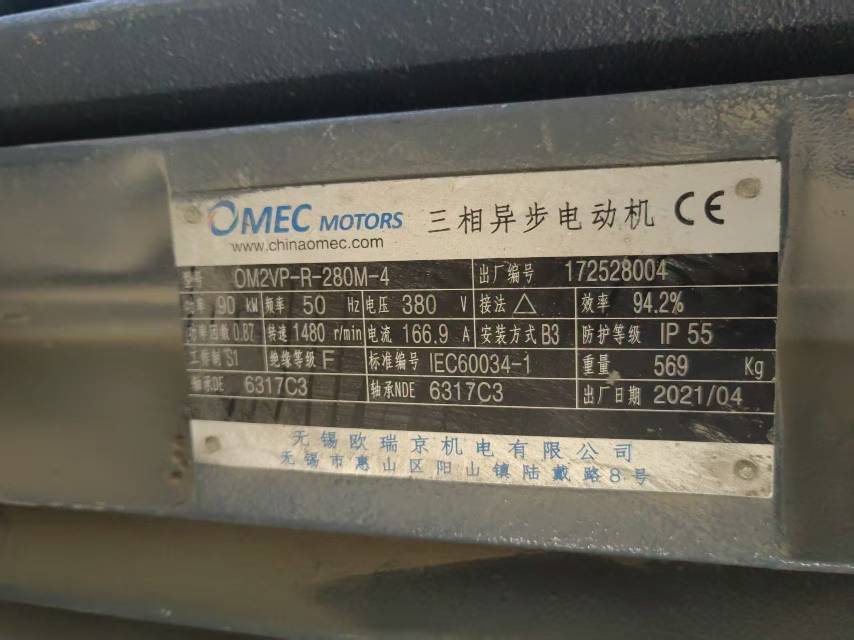 OMEC MOTORS 三相异步电动机 CE
www.chinaomec.com
型号 OM2VP-R-280M-4 出厂编号 172528004
功率 90 kW 频率 50 Hz 电压 380 V 接法 △ 效率 94.2%
功率因数 0.87 转速 1480 r/min 电流 166.9 A 安装方式 B3 防护等级 IP 55
工作制 S1 绝缘等级 F 标准编号 IEC60034-1 重量 569 Kg
轴承DE 6317C3 轴承NDE 6317C3 出厂日期 2021/04
无锡欧瑞京机电有限公司
无锡市惠山区阳山镇陆戴路8号